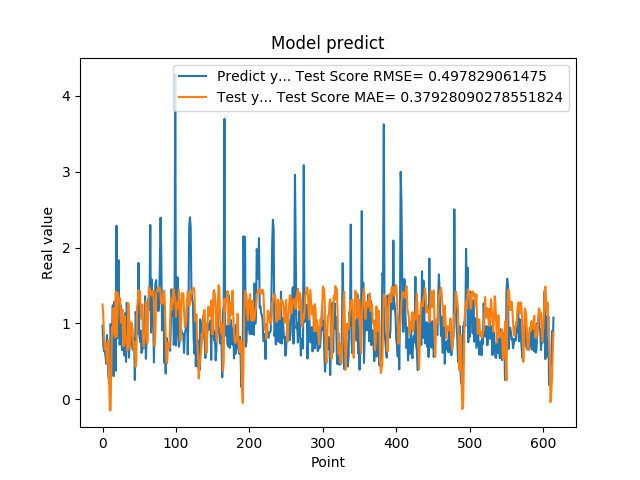 Model predict
Predict y... Test Score RMSE= 0.497829061475
Test y... Test Score MAE= 0.37928090278551824
Real value
4
3
2
1
0
0 100 200 300 400 500 600
Point